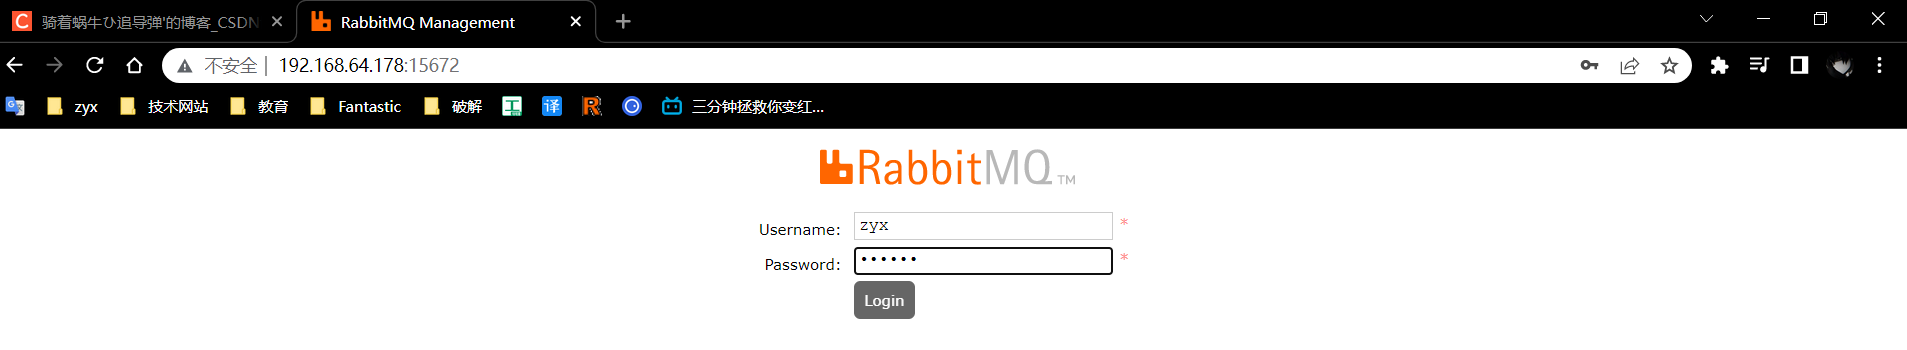 骑着蜗牛ひ追导弹'的博客_CSDN RabbitMQ Management
不安全 192.168.64.178:15672
zyx 技术网站 教育 Fantastic 破解 工 译 R 三分钟拯救你变红...
RabbitMQ TM
Username: zyx *
Password: •••••• *
Login